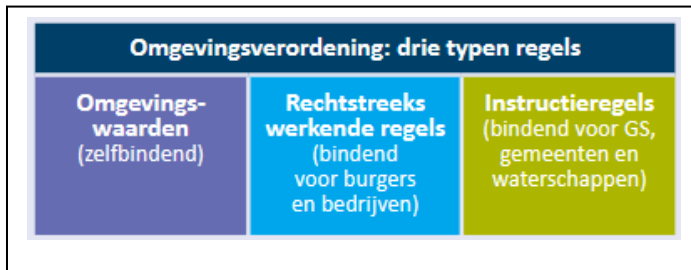 Omgevingsverordening: drie typen regels
Omgevings-
waarden
(zelfbindend)
Rechtstreeks
werkende regels
(bindend
voor burgers
en bedrijven)
Instructieregels
(bindend voor GS,
gemeenten en
waterschappen)